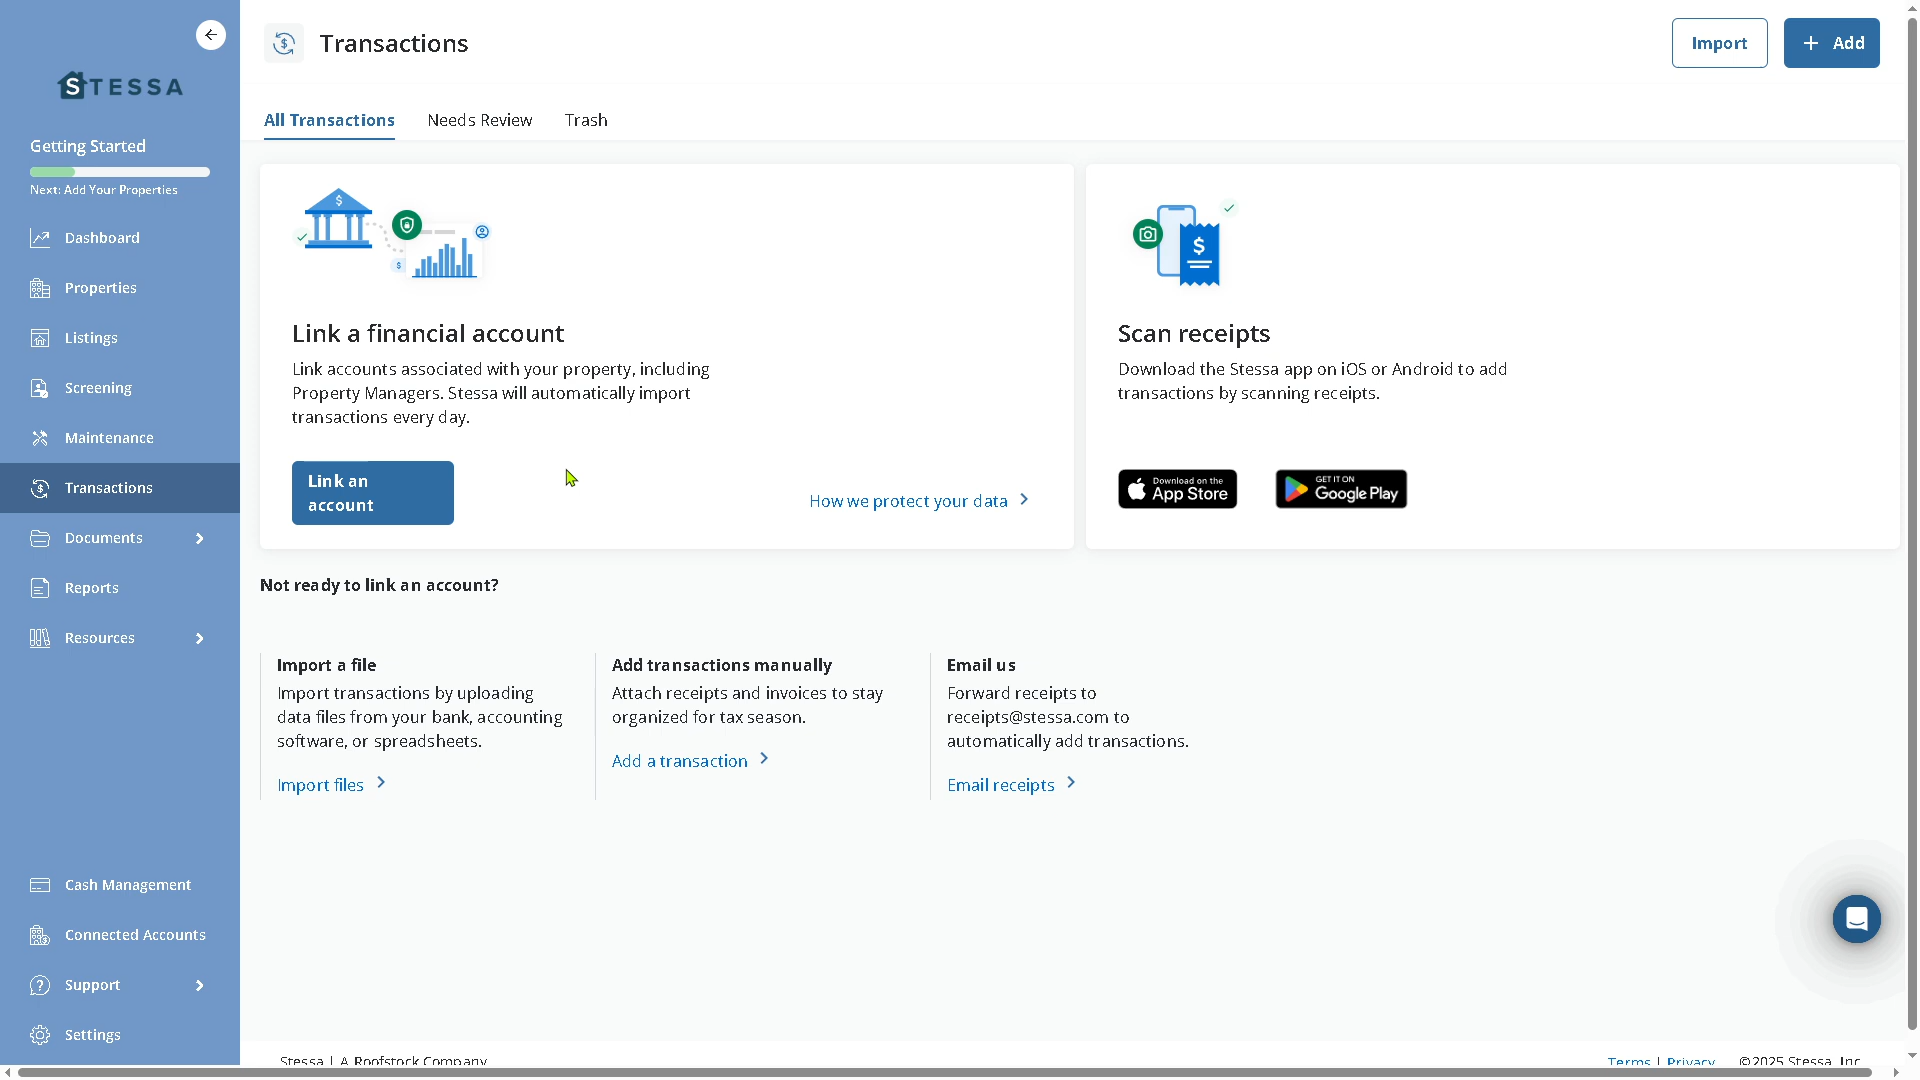 STESSA
Getting Started
Next: Add Your Properties
Dashboard
Properties
Listings
Screening
Maintenance
Transactions
Documents
Reports
Resources
Cash Management
Connected Accounts
Support
Settings
Transactions
Import
+ Add
All Transactions
Needs Review
Trash
Link a financial account
Link accounts associated with your property, including
Property Managers. Stessa will automatically import
transactions every day.
Link an
account
How we protect your data
Scan receipts
Download the Stessa app on iOS or Android to add
transactions by scanning receipts.
Download on the
App Store
GET IT ON
Google Play
Not ready to link an account?
Import a file
Import transactions by uploading
data files from your bank, accounting
software, or spreadsheets.
Import files
Add transactions manually
Attach receipts and invoices to stay
organized for tax season.
Add a transaction
Email us
Forward receipts to
receipts@stessa.com to
automatically add transactions.
Email receipts
Stessa | A Roofstock Company
Terms | Privacy ©2025 Stessa, Inc.